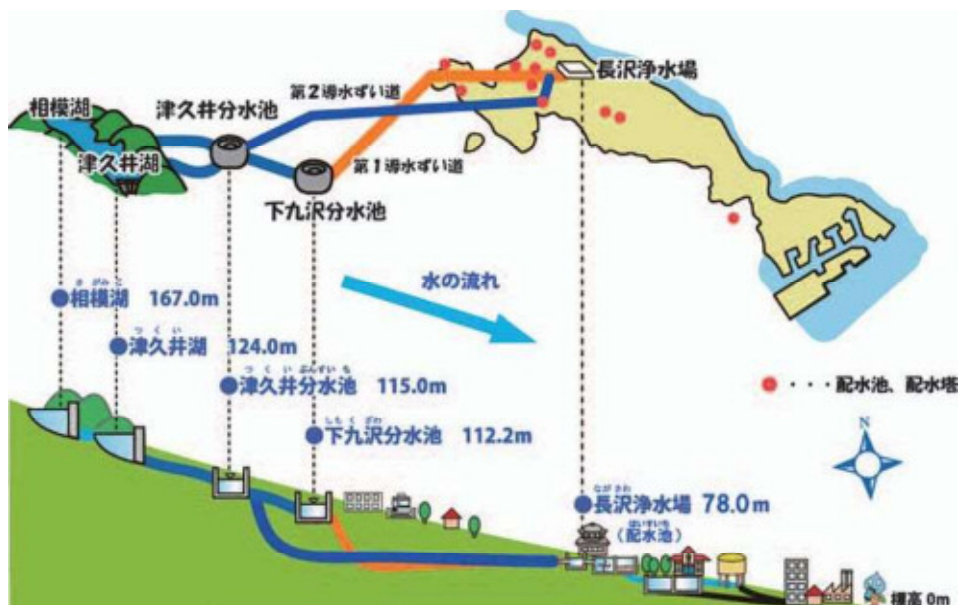 相模湖
津久井分水池
第2導水ずい道
長沢浄水場
津久井湖
第1導水ずい道
下九沢分水池
水の流れ
さがみこ
相模湖 167.0m
つくい
津久井湖 124.0m
つくいぶんすいち
津久井分水池 115.0m
しもくざわ
下九沢分水池 112.2m
・・・配水池、配水塔
N
ながさわ
長沢浄水場 78.0m
はいすいち
（配水池）
標高 0m